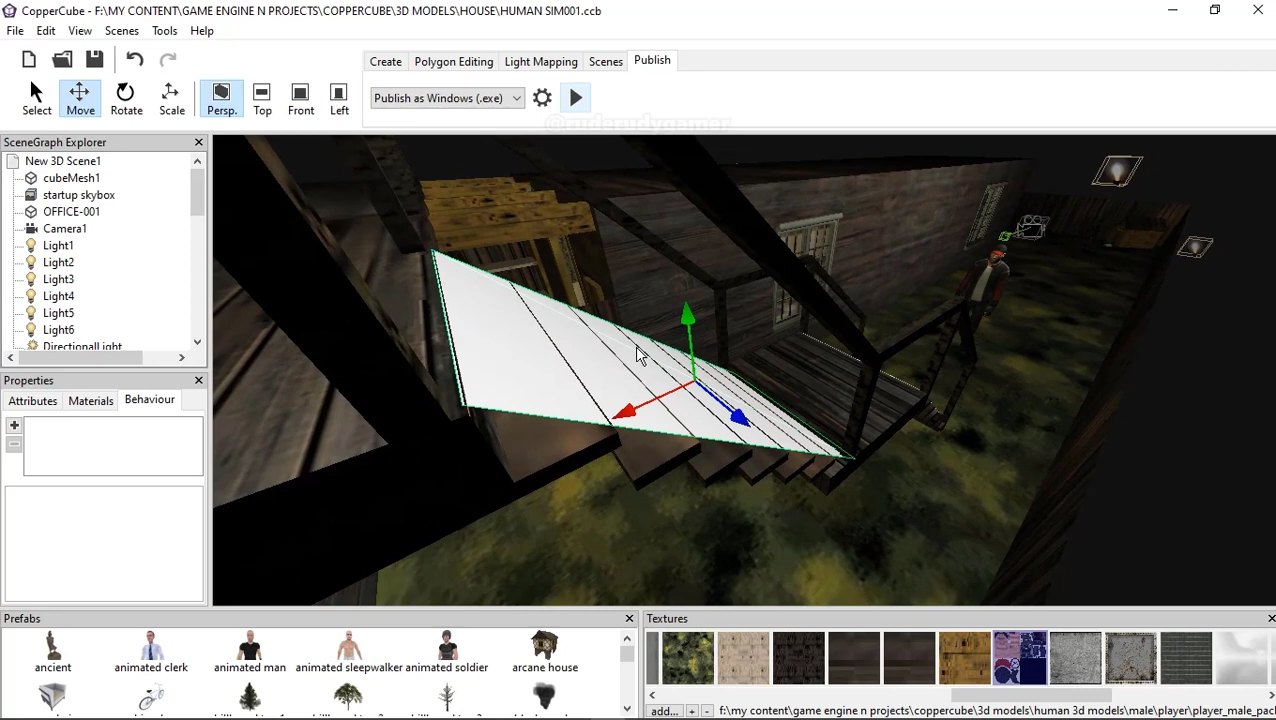 CopperCube - F:\MY CONTENT\GAME ENGINE N PROJECTS\COPPERCUBE\3D MODELS\HOUSE\HUMAN SIM001.ccb
File Edit View Scenes Tools Help
Create Polygon Editing Light Mapping Scenes Publish
Select Move Rotate Scale Persp. Top Front Left
Publish as Windows (.exe)
@ruderudygamer
SceneGraph Explorer
New 3D Scene1
cubeMesh1
startup skybox
OFFICE-001
Camera1
Light1
Light2
Light3
Light4
Light5
Light6
DirectionalLight
Properties
Attributes Materials Behaviour
Prefabs
ancient animated clerk animated man animated sleepwalker animated soldier arcane house
Textures
add... + - f:\my content\game engine n projects\coppercube\3d models\human 3d models\male\player\player_male_pac